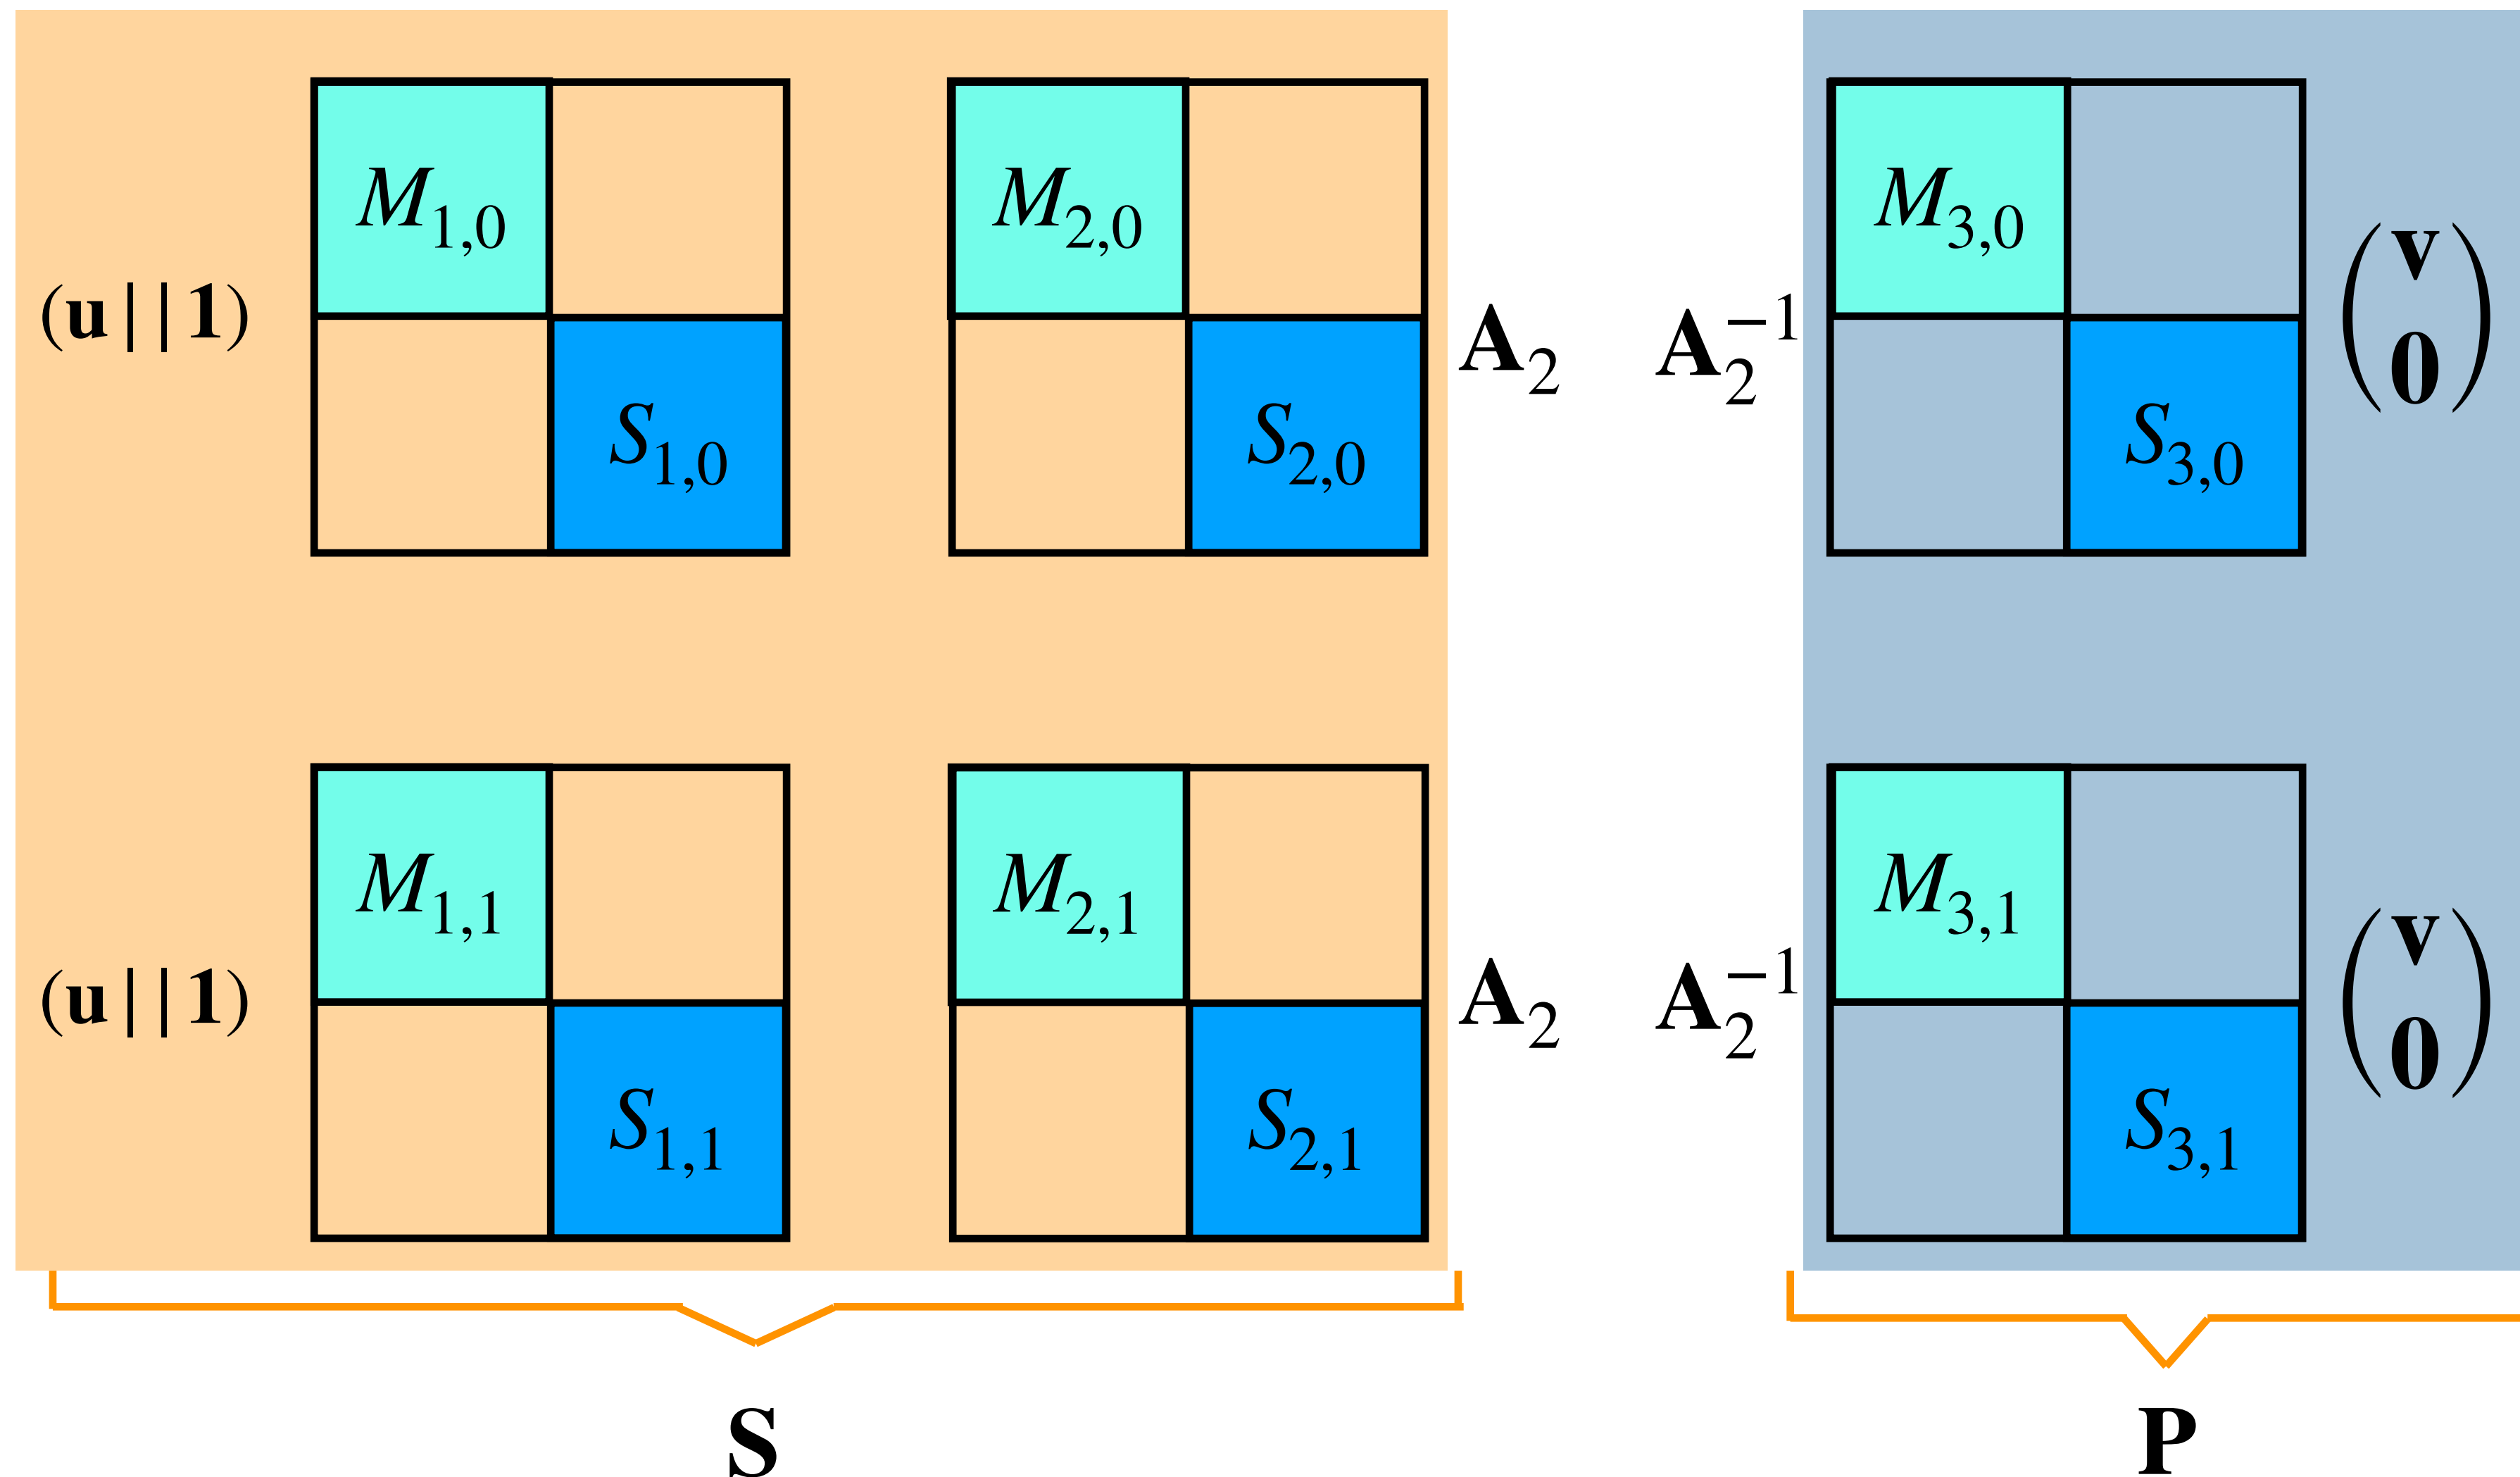 (u||1) M1,0 S1,0 M2,0 S2,0 A2 A2^−1 M3,0 S3,0 (v 0)
(u||1) M1,1 S1,1 M2,1 S2,1 A2 A2^−1 M3,1 S3,1 (v 0)
S P